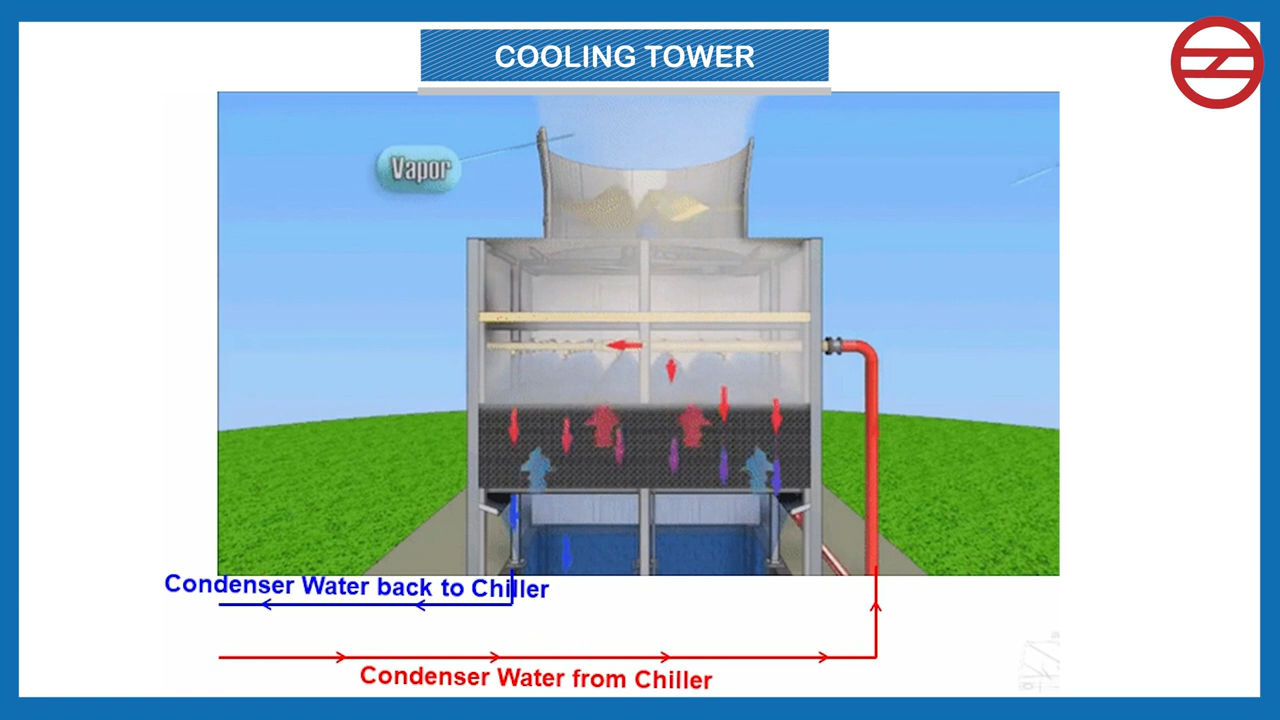 COOLING TOWER
Vapor
Condenser Water back to Chiller
Condenser Water from Chiller